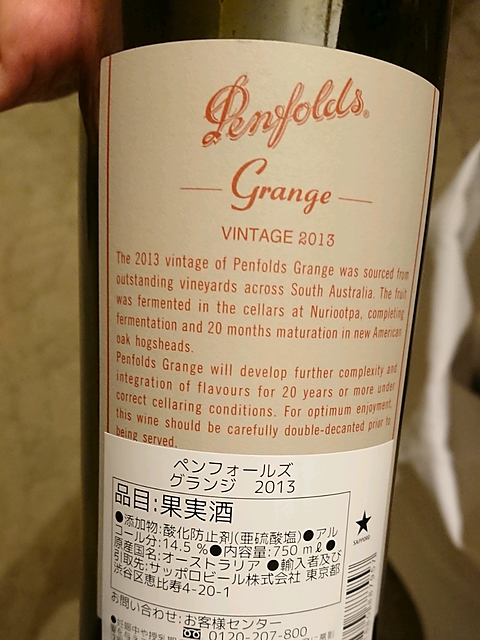 Penfolds®
Grange
VINTAGE 2013
The 2013 vintage of Penfolds Grange was sourced from
outstanding vineyards across South Australia. The fruit
was fermented in the cellars at Nuriootpa, completing
fermentation and 20 months maturation in new American
oak hogsheads.
Penfolds Grange will develop further complexity and
integration of flavours for 20 years or more under
correct cellaring conditions. For optimum enjoyment,
this wine should be carefully double-decanted prior to
being served.
ペンフォールズ
グランジ 2013
品目:果実酒
●添加物:酸化防止剤(亜硫酸塩)●アル
コール分:14.5%●内容量:750mℓ●
原産国名:オーストラリア ●輸入者及び
引取先:サッポロビール株式会社 東京都
渋谷区恵比寿4-20-1
SAPPORO
お問い合わせ:お客様センター
0120-207-800